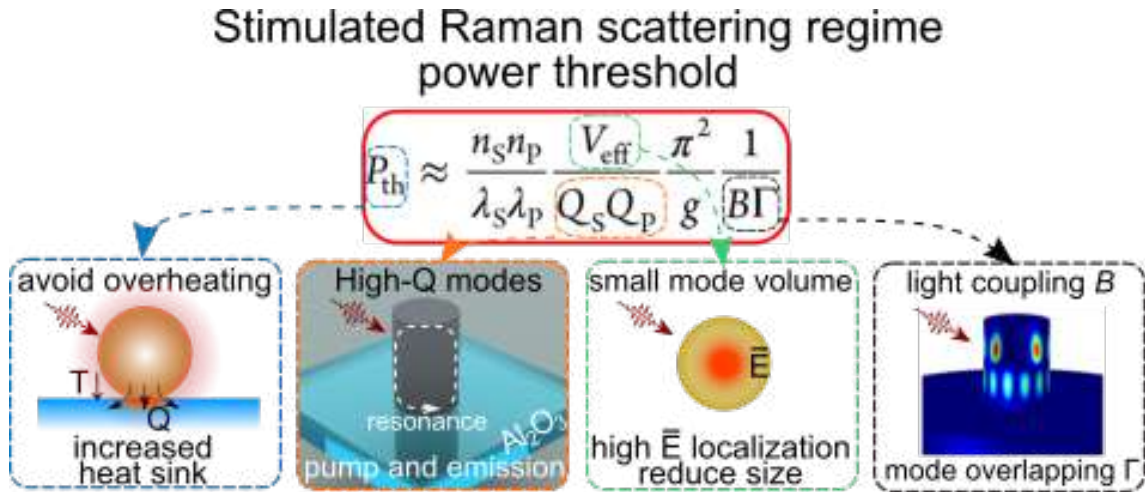 Stimulated Raman scattering regime
power threshold
P_th ≈ n_S n_P / λ_S λ_P V_eff / Q_S Q_P π² / g 1 / BΓ
avoid overheating
T
Q
increased
heat sink
High-Q modes
resonance
Al₂O₃
pump and emission
small mode volume
E̿
high E̿ localization
reduce size
light coupling B
mode overlapping Γ